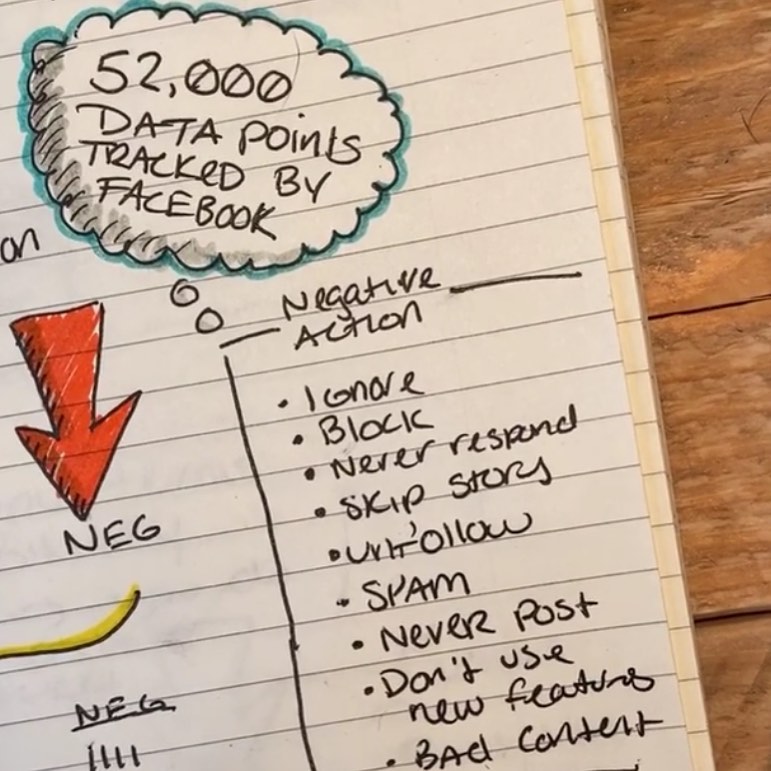 52,000
DATA Points
TRACKED BY
FACEBOOK
on
Negative
Action
• Ignore
• Block
• Never respond
• Skip story
• unfollow
• SPAM
• Never Post
• Don't use
new features
• BAd content
NEG
NEG
||||